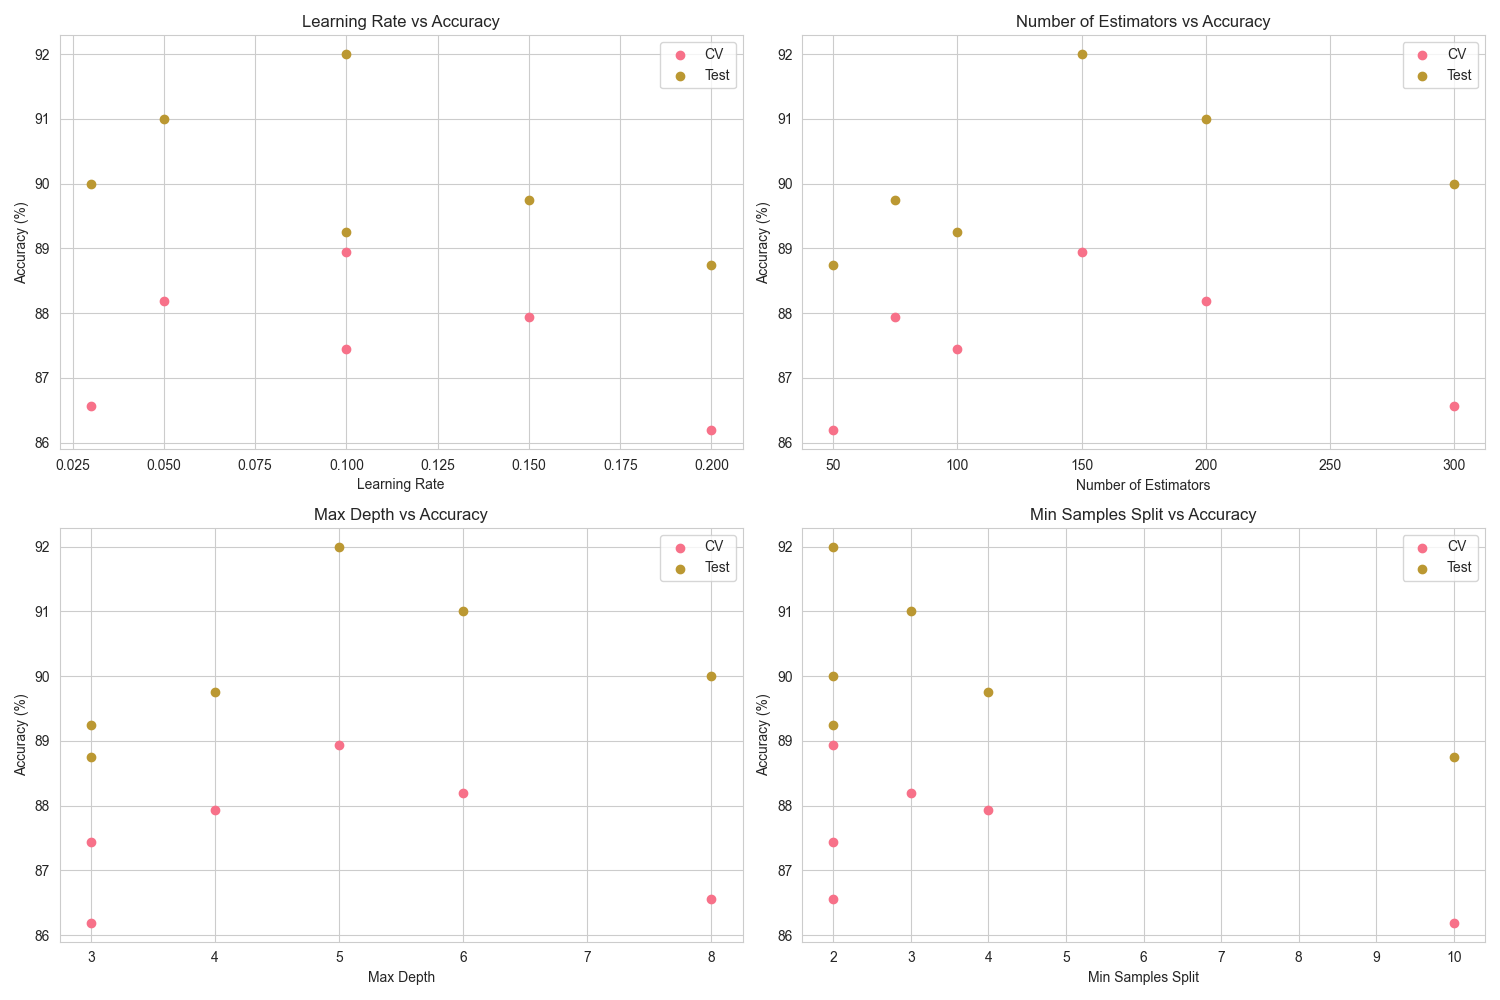 Learning Rate vs Accuracy
CV
Test
92
91
90
89
88
87
86
Accuracy (%)
0.025 0.050 0.075 0.100 0.125 0.150 0.175 0.200
Learning Rate
Number of Estimators vs Accuracy
CV
Test
92
91
90
89
88
87
86
Accuracy (%)
50 100 150 200 250 300
Number of Estimators
Max Depth vs Accuracy
CV
Test
92
91
90
89
88
87
86
Accuracy (%)
3 4 5 6 7 8
Max Depth
Min Samples Split vs Accuracy
CV
Test
92
91
90
89
88
87
86
Accuracy (%)
2 3 4 5 6 7 8 9 10
Min Samples Split